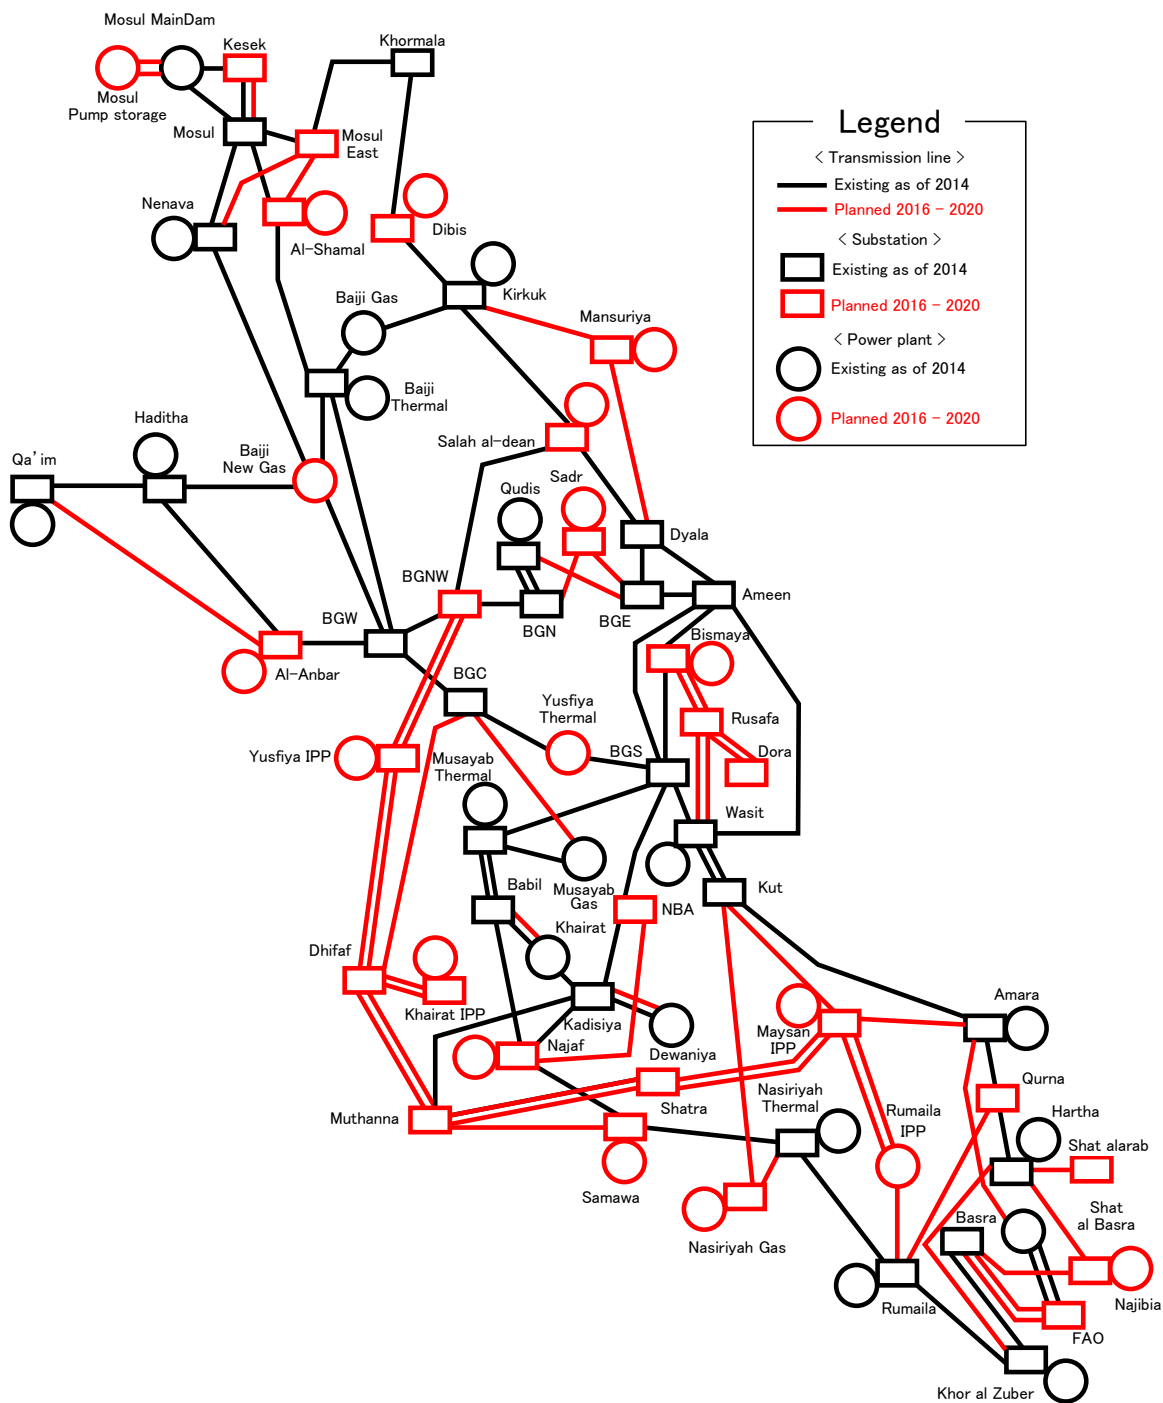 Mosul MainDam
Kesek
Khormala
Mosul
Pump storage
Mosul
Mosul
East
Nenava
Al-Shamal
Dibis
Kirkuk
Baiji Gas
Mansuriya
Baiji
Thermal
Haditha
Qa'im
Baiji
New Gas
Salah al-dean
Sadr
Qudis
Dyala
BGNW
BGN
BGE
Ameen
BGW
Al-Anbar
Bismaya
BGC
Yusfiya
Thermal
Rusafa
Dora
BGS
Yusfiya IPP
Musayab
Thermal
Wasit
Musayab
Gas
Kut
Babil
NBA
Khairat
Dhifaf
Khairat IPP
Kadisiya
Dewaniya
Najaf
Maysan
IPP
Amara
Qurna
Shatra
Nasiriyah
Thermal
Rumaila
IPP
Hartha
Shat alarab
Muthanna
Samawa
Nasiriyah Gas
Basra
Shat
al Basra
Rumaila
Najibia
FAO
Khor al Zuber
Legend
< Transmission line >
Existing as of 2014
Planned 2016 - 2020
< Substation >
Existing as of 2014
Planned 2016 - 2020
< Power plant >
Existing as of 2014
Planned 2016 - 2020